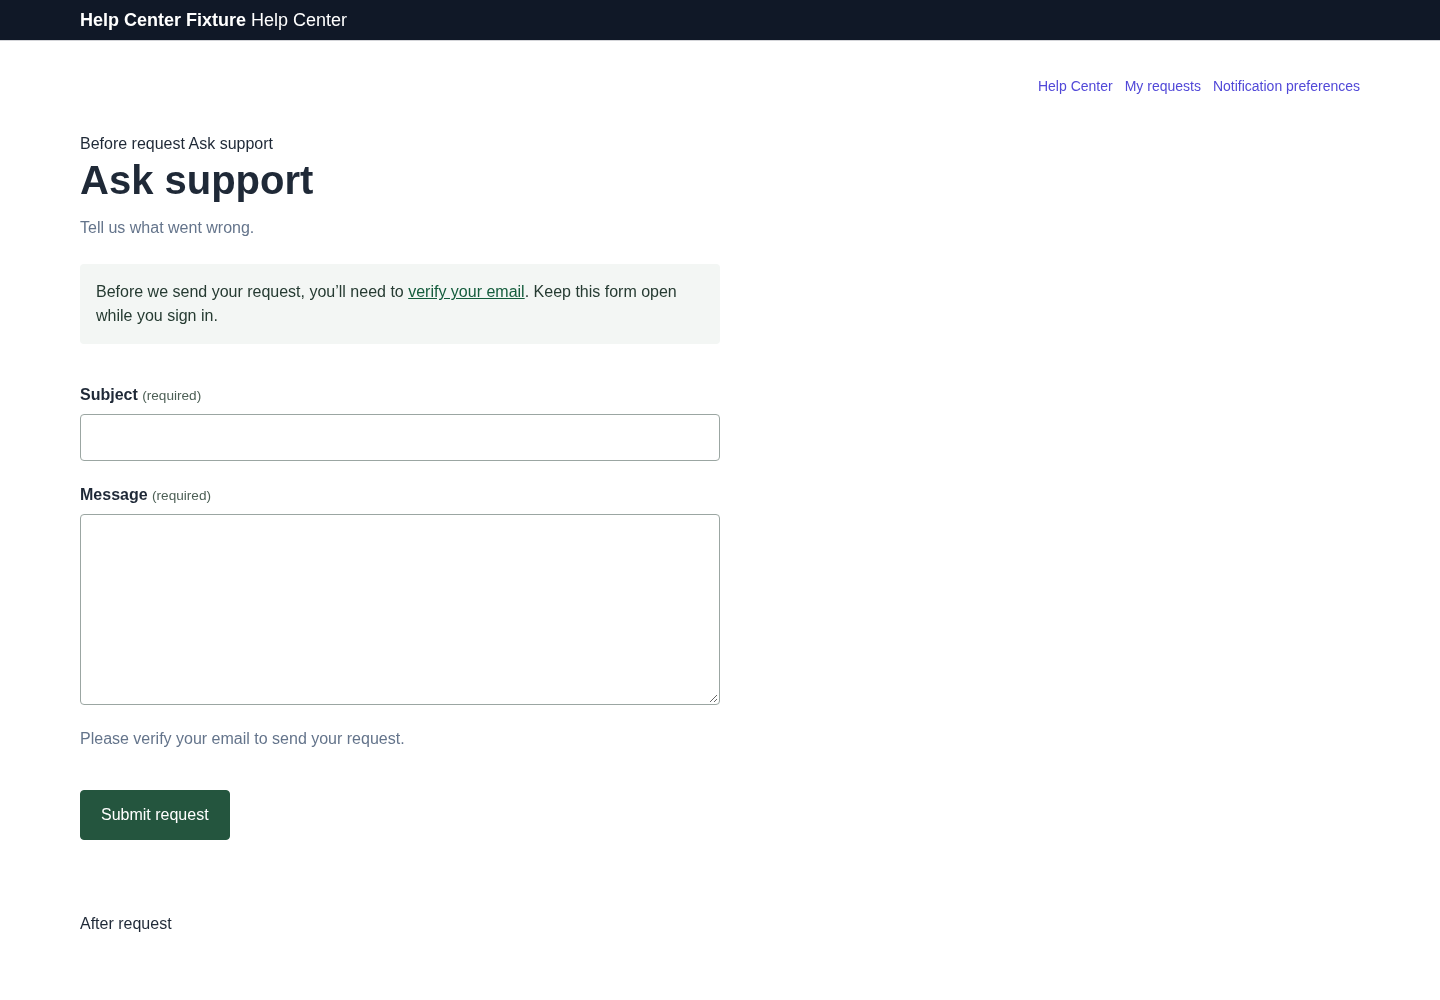 Help Center Fixture Help Center
Help Center My requests Notification preferences
Before request Ask support
Ask support
Tell us what went wrong.
Before we send your request, you’ll need to verify your email. Keep this form open
while you sign in.
Subject (required)
Message (required)
Please verify your email to send your request.
Submit request
After request